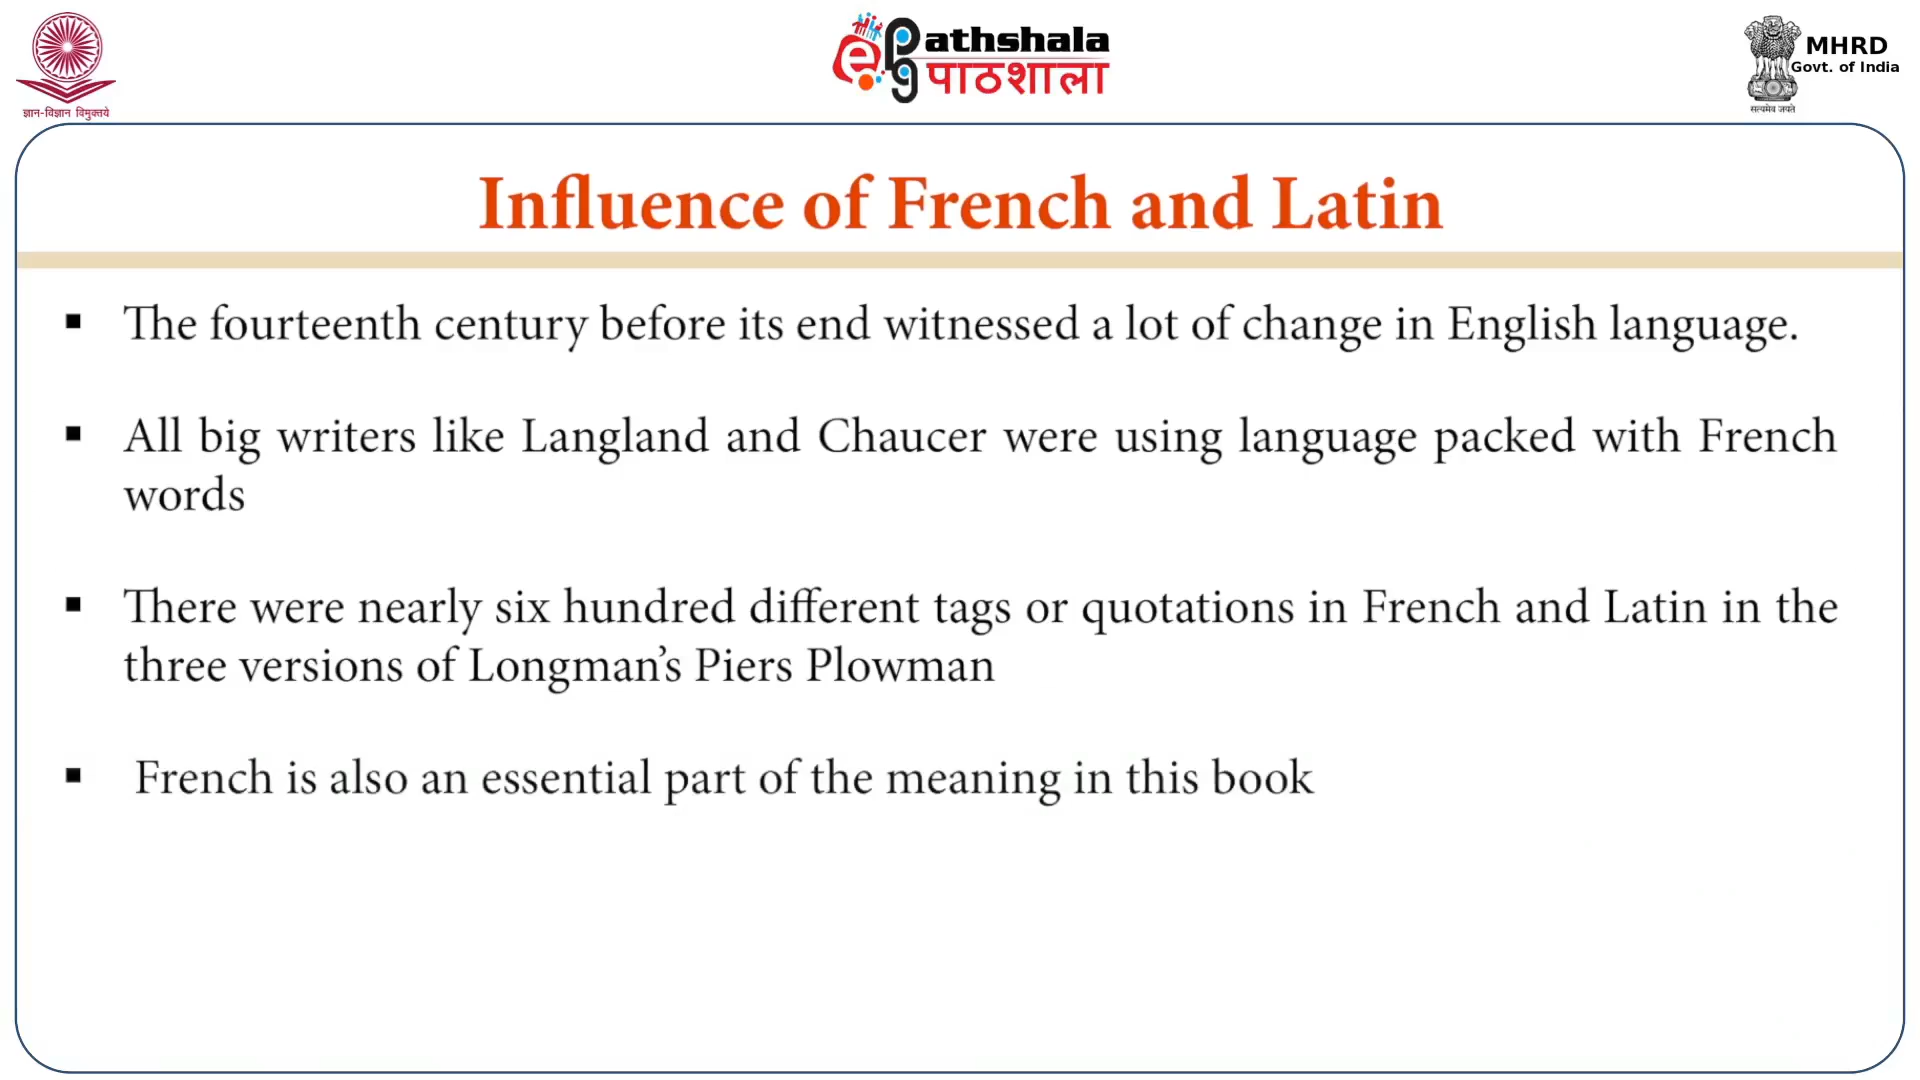 ज्ञान-विज्ञान विमुक्तये
e pg Pathshala
पाठशाला
MHRD
Govt. of India
सत्यमेव जयते
Influence of French and Latin
▪ The fourteenth century before its end witnessed a lot of change in English language.
▪ All big writers like Langland and Chaucer were using language packed with French
words
▪ There were nearly six hundred different tags or quotations in French and Latin in the
three versions of Longman’s Piers Plowman
▪ French is also an essential part of the meaning in this book